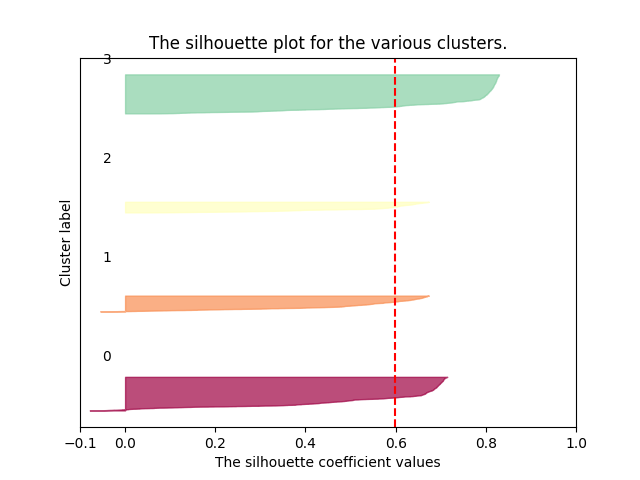 The silhouette plot for the various clusters.
3
2
1
0
Cluster label
−0.1 0.0 0.2 0.4 0.6 0.8 1.0
The silhouette coefficient values